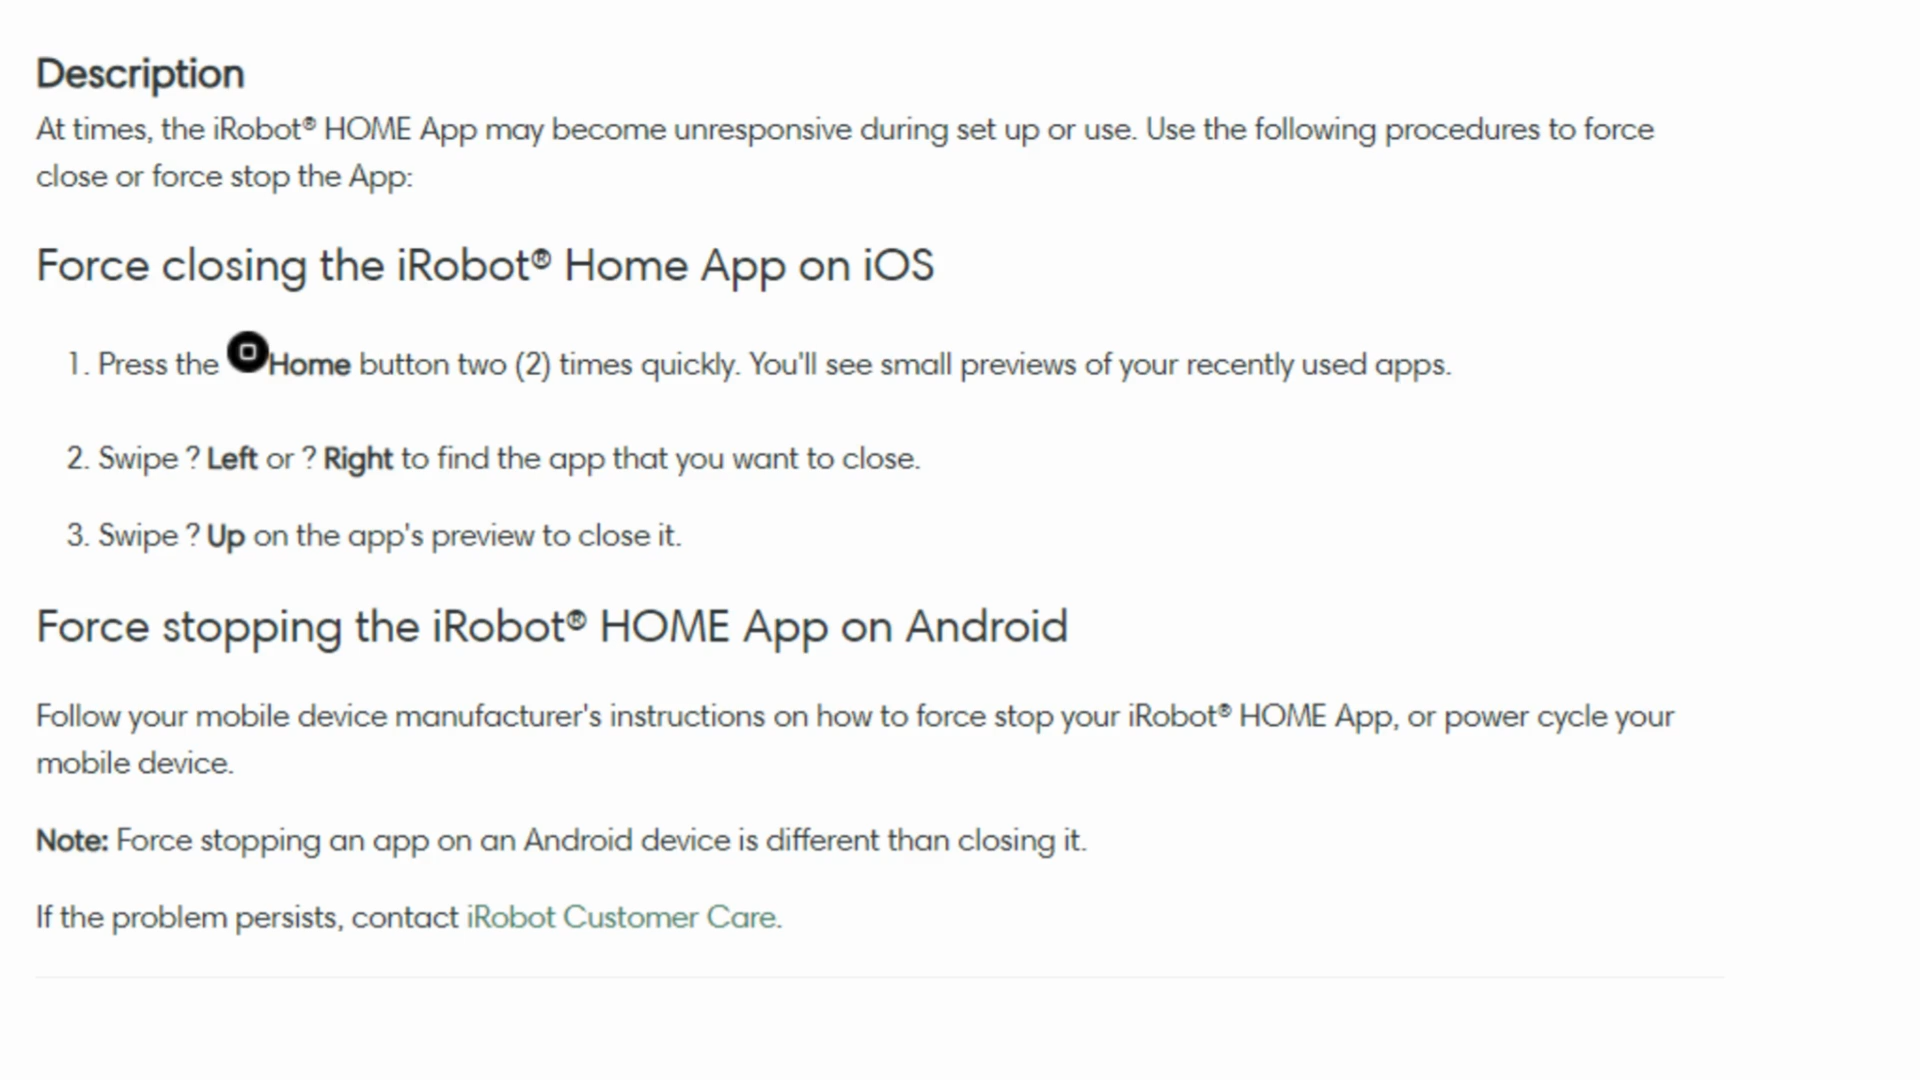 Description
At times, the iRobot® HOME App may become unresponsive during set up or use. Use the following procedures to force
close or force stop the App:
Force closing the iRobot® Home App on iOS
1. Press the Home button two (2) times quickly. You'll see small previews of your recently used apps.
2. Swipe ? Left or ? Right to find the app that you want to close.
3. Swipe ? Up on the app's preview to close it.
Force stopping the iRobot® HOME App on Android
Follow your mobile device manufacturer's instructions on how to force stop your iRobot® HOME App, or power cycle your
mobile device.
Note: Force stopping an app on an Android device is different than closing it.
If the problem persists, contact iRobot Customer Care.